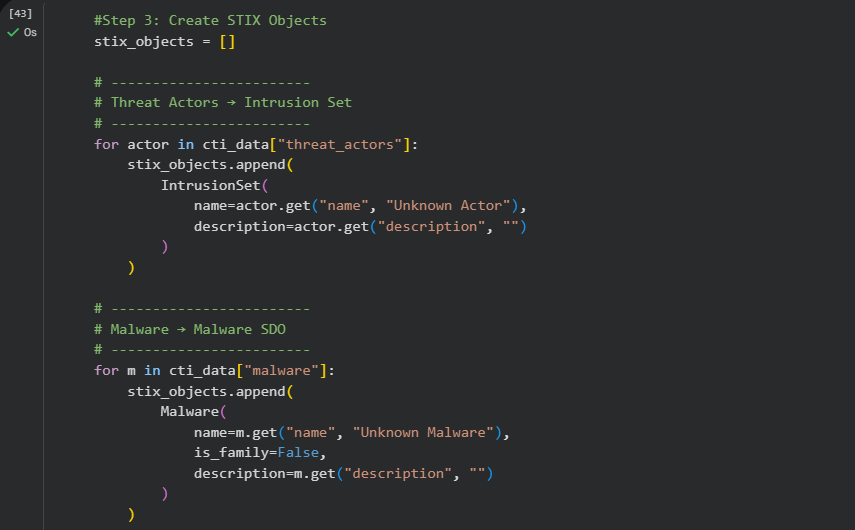 [43]
0s
#Step 3: Create STIX Objects
stix_objects = []
# ------------------------
# Threat Actors → Intrusion Set
# ------------------------
for actor in cti_data["threat_actors"]:
    stix_objects.append(
        IntrusionSet(
            name=actor.get("name", "Unknown Actor"),
            description=actor.get("description", "")
        )
    )
# ------------------------
# Malware → Malware SDO
# ------------------------
for m in cti_data["malware"]:
    stix_objects.append(
        Malware(
            name=m.get("name", "Unknown Malware"),
            is_family=False,
            description=m.get("description", "")
        )
    )